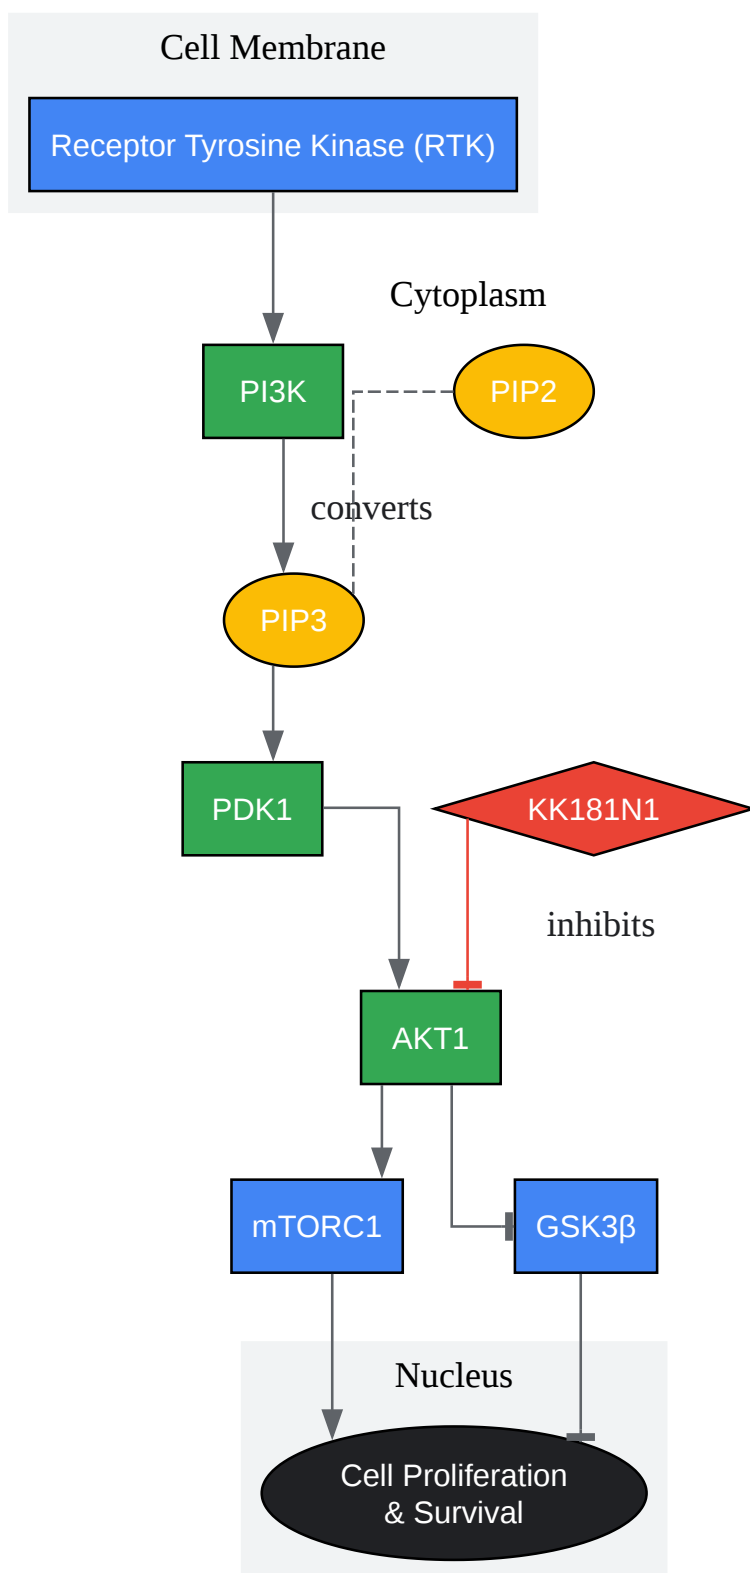 Cell Membrane
Receptor Tyrosine Kinase (RTK)
Cytoplasm
PI3K
PIP2
converts
PIP3
PDK1
KK181N1
inhibits
AKT1
mTORC1
GSK3β
Nucleus
Cell Proliferation
& Survival